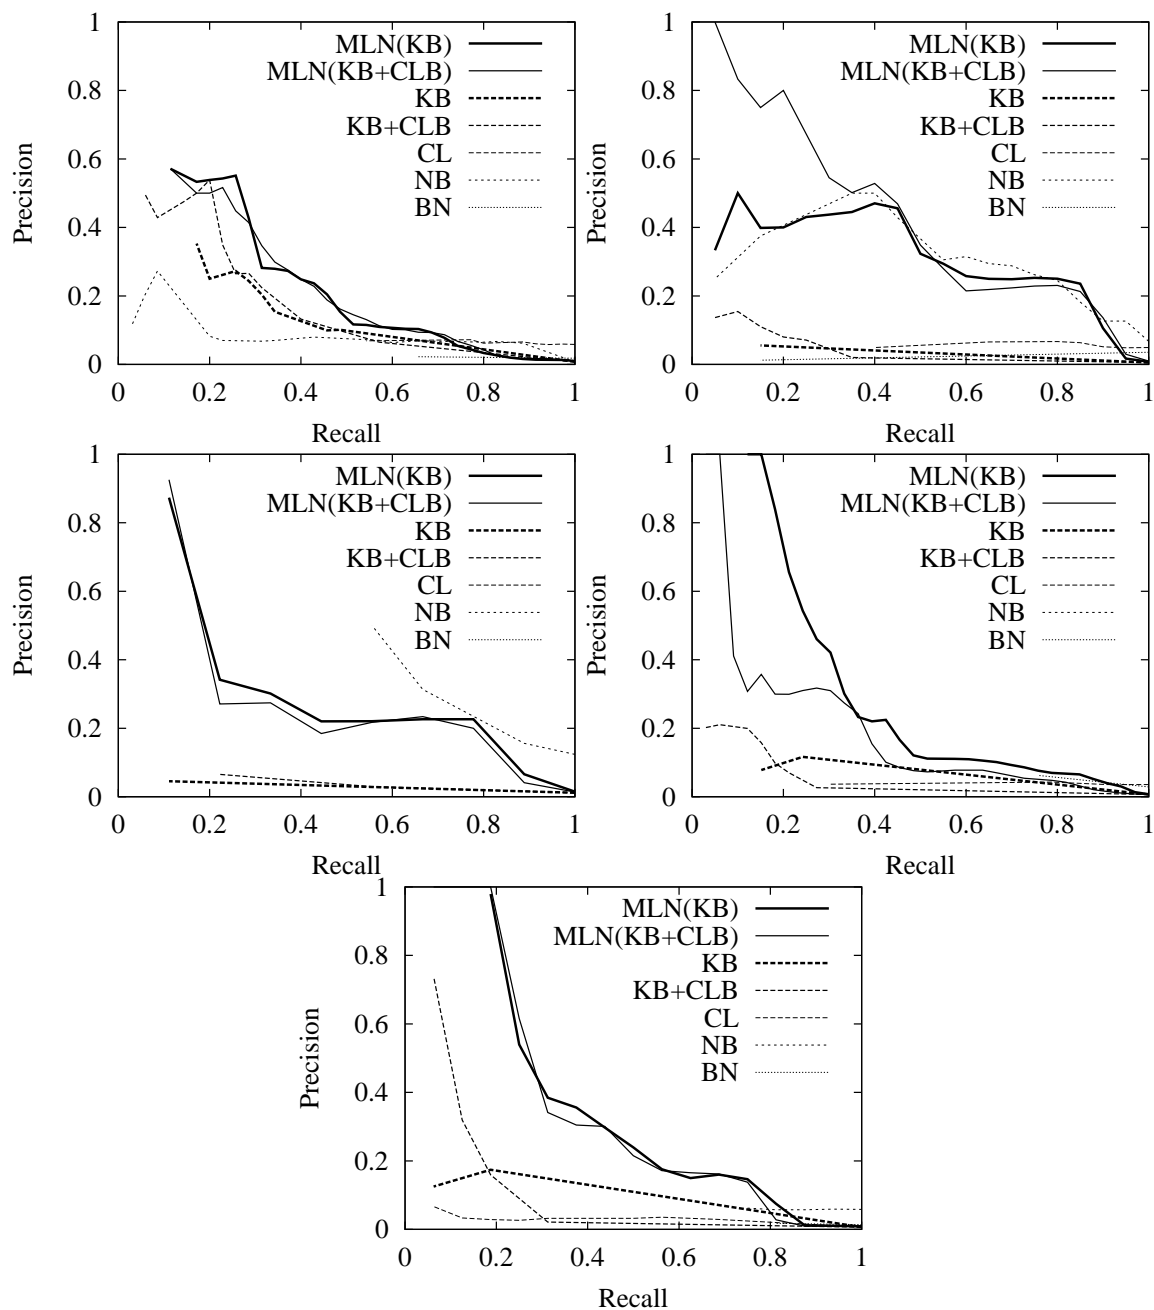 1
0.8
0.6
0.4
0.2
0
0 0.2 0.4 0.6 0.8 1
Precision
Recall
MLN(KB)
MLN(KB+CLB)
KB
KB+CLB
CL
NB
BN
1
0.8
0.6
0.4
0.2
0
0 0.2 0.4 0.6 0.8 1
Precision
Recall
MLN(KB)
MLN(KB+CLB)
KB
KB+CLB
CL
NB
BN
1
0.8
0.6
0.4
0.2
0
0 0.2 0.4 0.6 0.8 1
Precision
Recall
MLN(KB)
MLN(KB+CLB)
KB
KB+CLB
CL
NB
BN
1
0.8
0.6
0.4
0.2
0
0 0.2 0.4 0.6 0.8 1
Precision
Recall
MLN(KB)
MLN(KB+CLB)
KB
KB+CLB
CL
NB
BN
1
0.8
0.6
0.4
0.2
0
0 0.2 0.4 0.6 0.8 1
Precision
Recall
MLN(KB)
MLN(KB+CLB)
KB
KB+CLB
CL
NB
BN